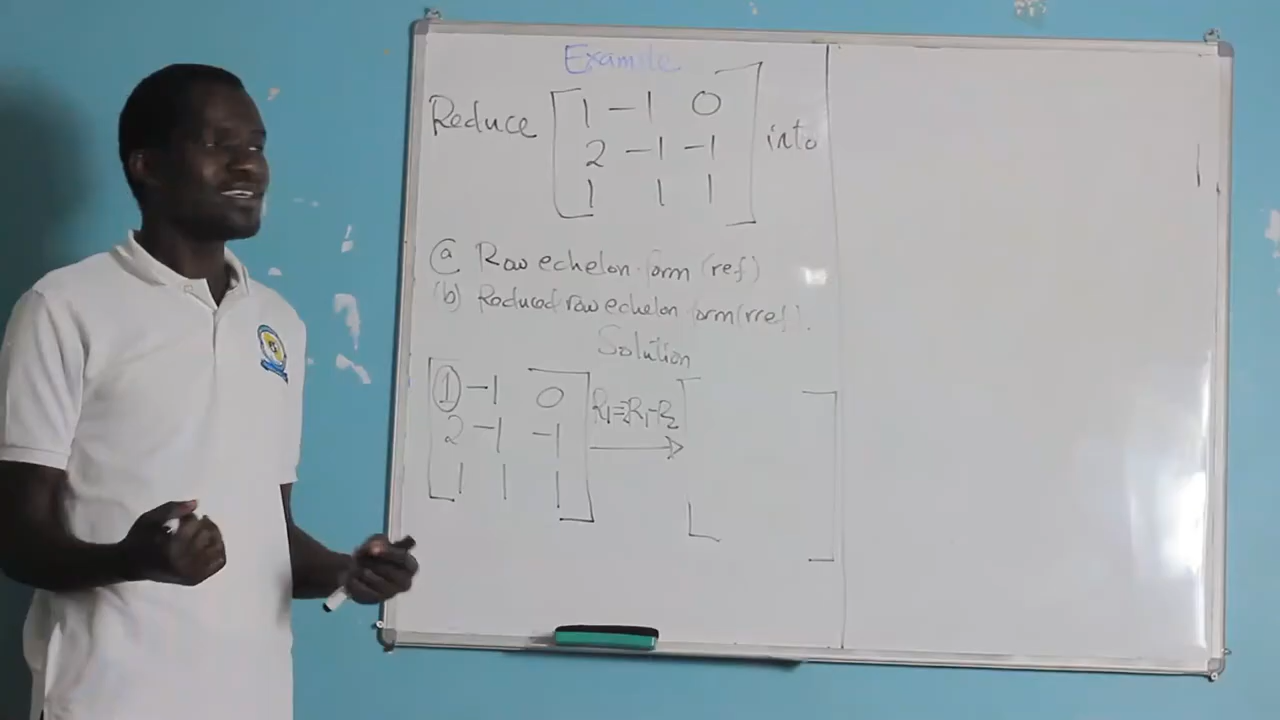 Example
Reduce [ 1 -1 0 ] into
[ 2 -1 -1 ]
[ 1 1 1 ]
(a) Row echelon form (ref)
(b) Reduced row echelon form (rref).
Solution
[ 1 -1 0 ] R1=2R1-R2 [ ]
[ 2 -1 -1 ]
[ 1 1 1 ]